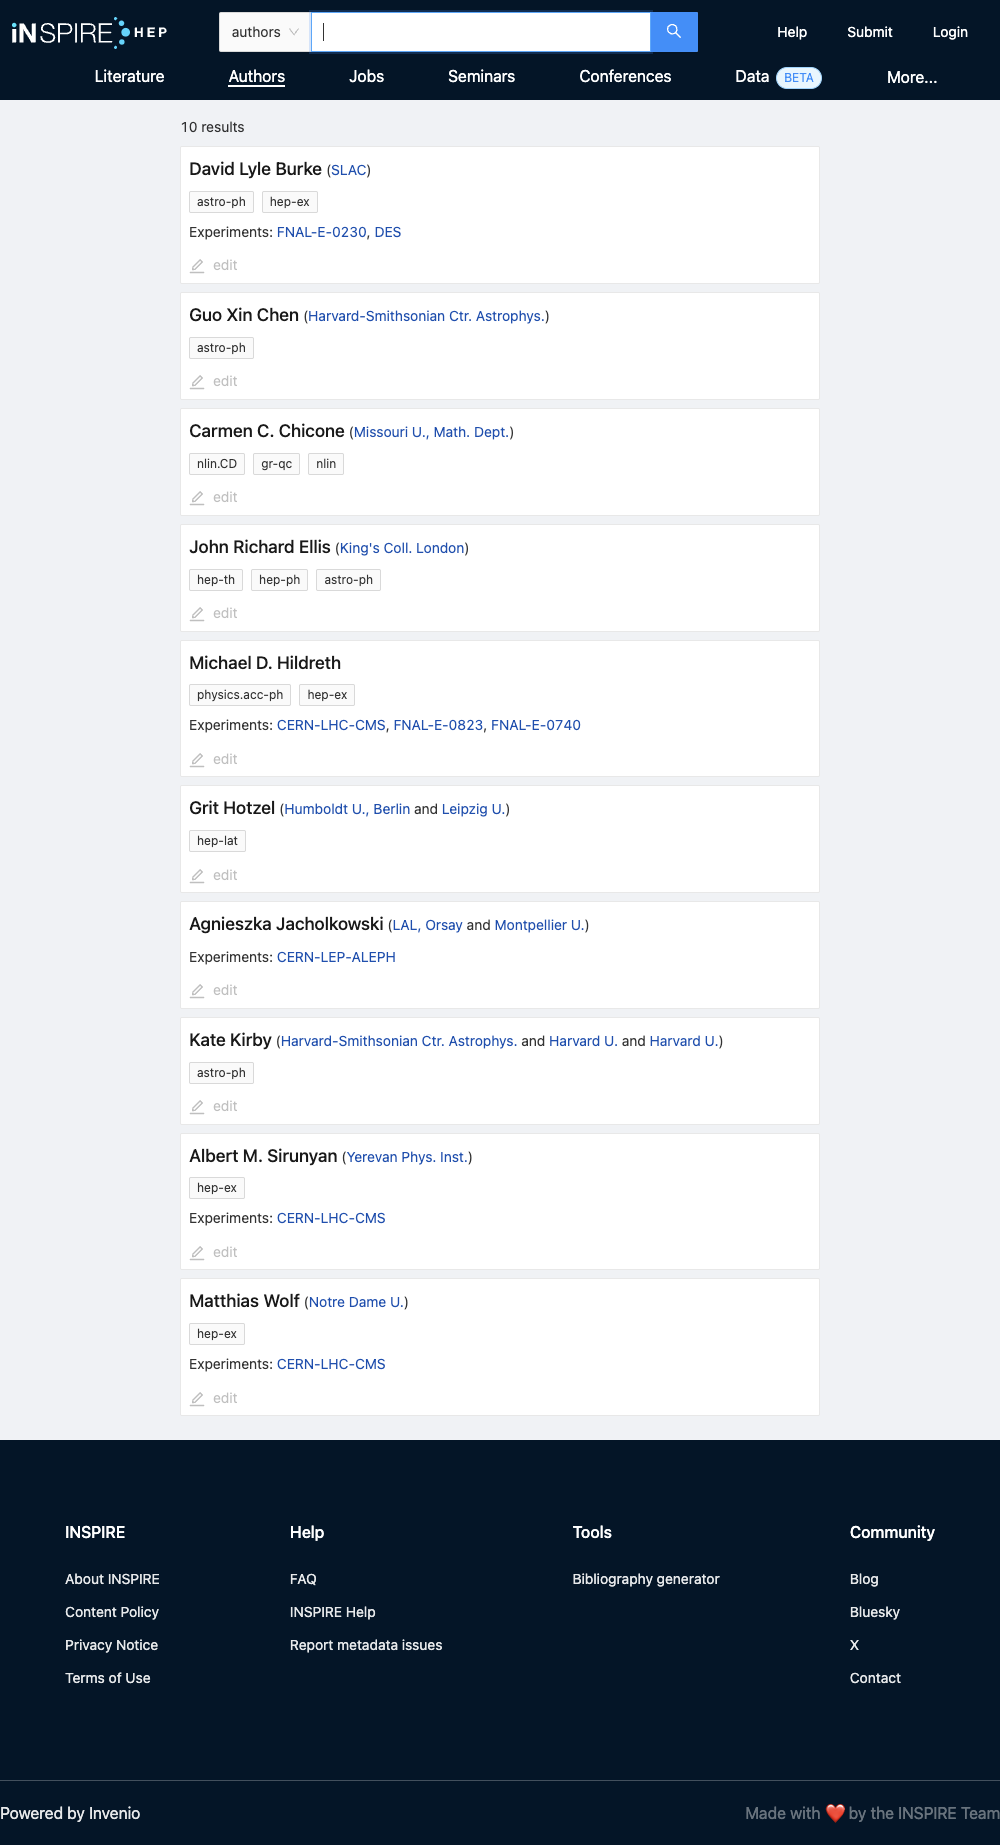 iNSPIRE HEP
authors
Help Submit Login
Literature Authors Jobs Seminars Conferences Data BETA More...
10 results
David Lyle Burke (SLAC)
astro-ph hep-ex
Experiments: FNAL-E-0230, DES
edit
Guo Xin Chen (Harvard-Smithsonian Ctr. Astrophys.)
astro-ph
edit
Carmen C. Chicone (Missouri U., Math. Dept.)
nlin.CD gr-qc nlin
edit
John Richard Ellis (King's Coll. London)
hep-th hep-ph astro-ph
edit
Michael D. Hildreth
physics.acc-ph hep-ex
Experiments: CERN-LHC-CMS, FNAL-E-0823, FNAL-E-0740
edit
Grit Hotzel (Humboldt U., Berlin and Leipzig U.)
hep-lat
edit
Agnieszka Jacholkowski (LAL, Orsay and Montpellier U.)
Experiments: CERN-LEP-ALEPH
edit
Kate Kirby (Harvard-Smithsonian Ctr. Astrophys. and Harvard U. and Harvard U.)
astro-ph
edit
Albert M. Sirunyan (Yerevan Phys. Inst.)
hep-ex
Experiments: CERN-LHC-CMS
edit
Matthias Wolf (Notre Dame U.)
hep-ex
Experiments: CERN-LHC-CMS
edit
INSPIRE
About INSPIRE
Content Policy
Privacy Notice
Terms of Use
Help
FAQ
INSPIRE Help
Report metadata issues
Tools
Bibliography generator
Community
Blog
Bluesky
X
Contact
Powered by Invenio
Made with ❤️ by the INSPIRE Team